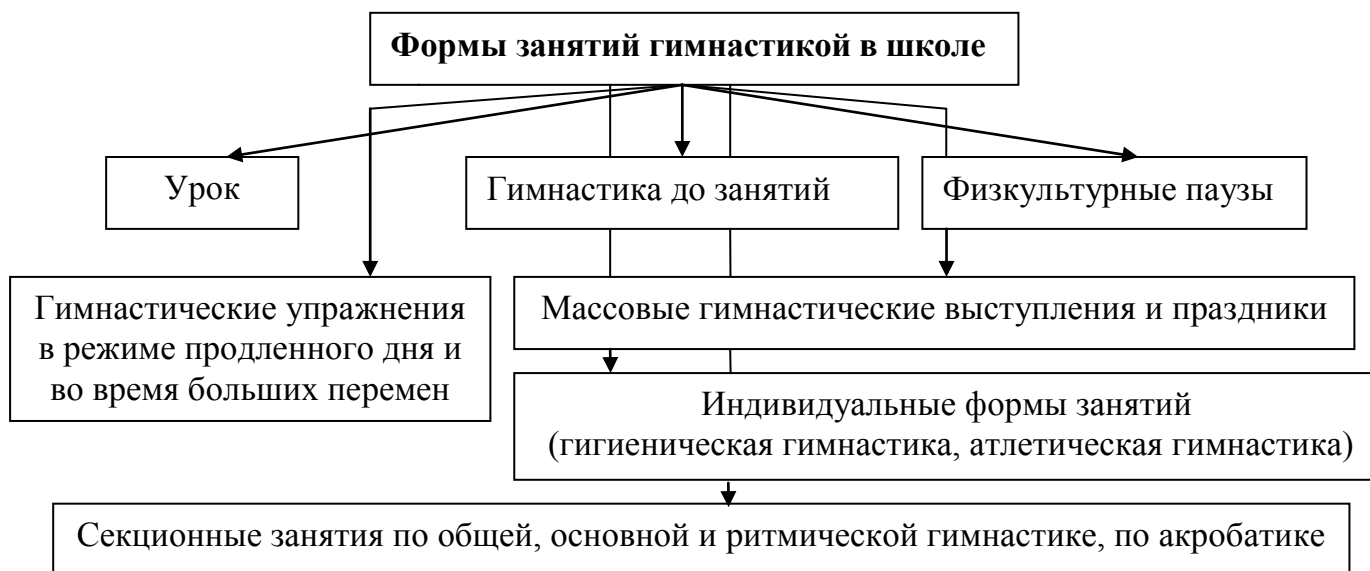 Формы занятий гимнастикой в школе
Урок
Гимнастика до занятий
Физкультурные паузы
Гимнастические упражнения
в режиме продленного дня и
во время больших перемен
Массовые гимнастические выступления и праздники
Индивидуальные формы занятий
(гигиеническая гимнастика, атлетическая гимнастика)
Секционные занятия по общей, основной и ритмической гимнастике, по акробатике